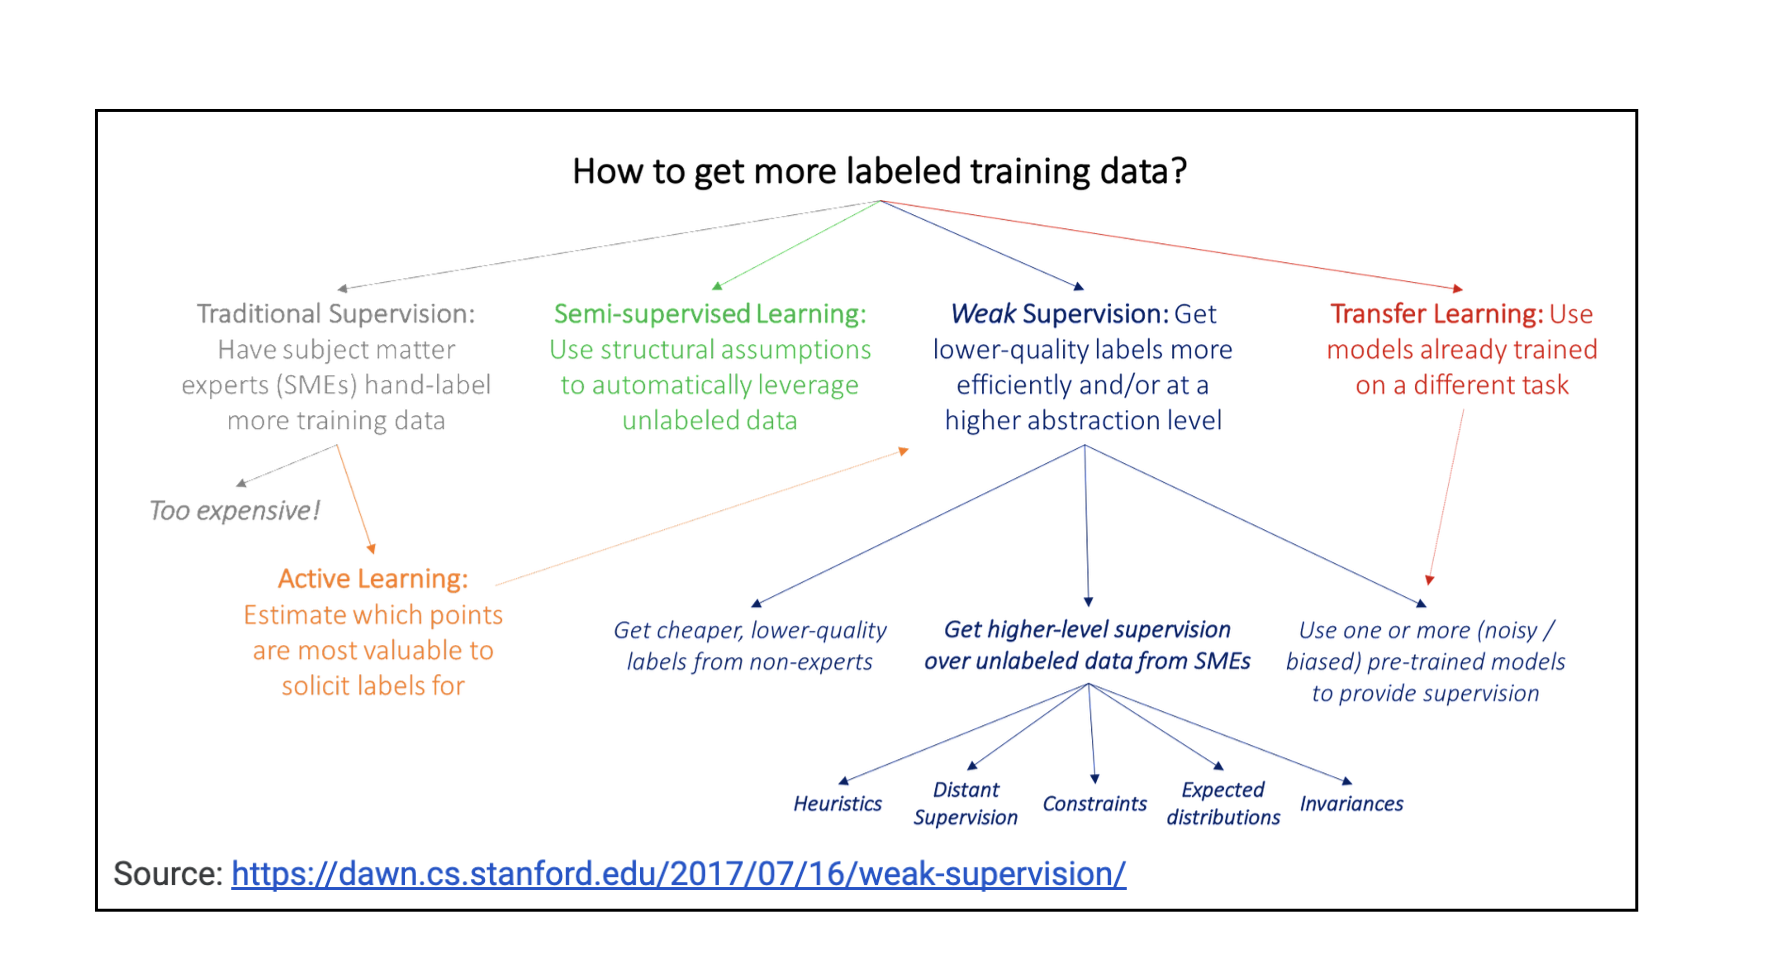 How to get more labeled training data?
Traditional Supervision:
Have subject matter
experts (SMEs) hand-label
more training data
Semi-supervised Learning:
Use structural assumptions
to automatically leverage
unlabeled data
Weak Supervision: Get
lower-quality labels more
efficiently and/or at a
higher abstraction level
Transfer Learning: Use
models already trained
on a different task
Too expensive!
Active Learning:
Estimate which points
are most valuable to
solicit labels for
Get cheaper, lower-quality
labels from non-experts
Get higher-level supervision
over unlabeled data from SMEs
Use one or more (noisy /
biased) pre-trained models
to provide supervision
Heuristics
Distant
Supervision
Constraints
Expected
distributions
Invariances
Source: https://dawn.cs.stanford.edu/2017/07/16/weak-supervision/